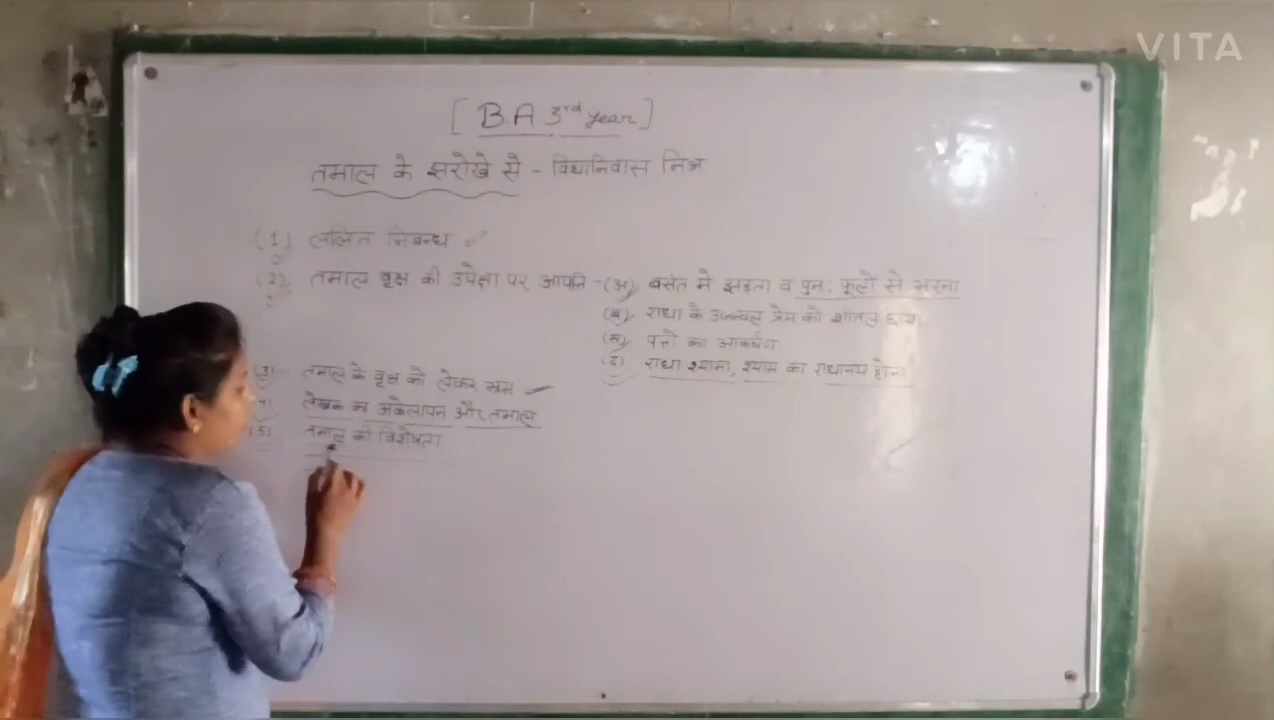 VITA
[ B.A 3rd year ]
तमाल के झरोखे से - विद्यानिवास मिश्र
(1) ललित निबन्ध
(2) तमाल वृक्ष की उपेक्षा पर आपत्ति - (अ) बसंत मे झड़ता व पुन: फूलो से भरना
(ब) राधा के उज्ज्वल प्रेम की शीतल छाया
(स) पत्तो का आकर्षण
(द) राधा श्यामा, श्याम का राधामय होना
(3) तमाल के वृक्ष को लेकर भ्रम
लेखक का अकेलापन और तमाल
(5) तमाल की विशेषता